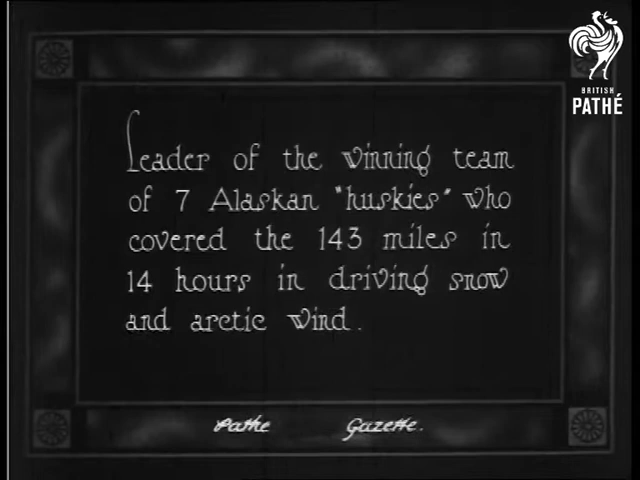 BRITISH
PATHÉ
Leader of the winning team
of 7 Alaskan "huskies" who
covered the 143 miles in
14 hours in driving snow
and arctic wind.
Pathe Gazette.